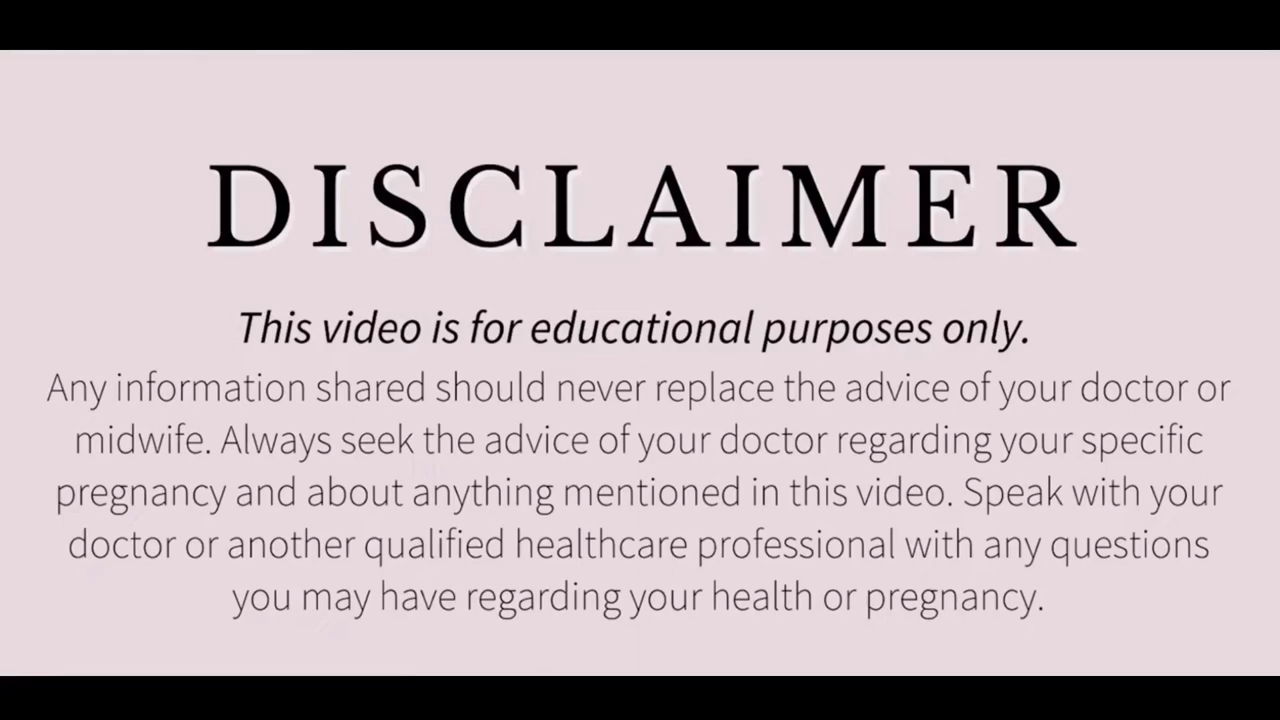 DISCLAIMER
This video is for educational purposes only.
Any information shared should never replace the advice of your doctor or
midwife. Always seek the advice of your doctor regarding your specific
pregnancy and about anything mentioned in this video. Speak with your
doctor or another qualified healthcare professional with any questions
you may have regarding your health or pregnancy.